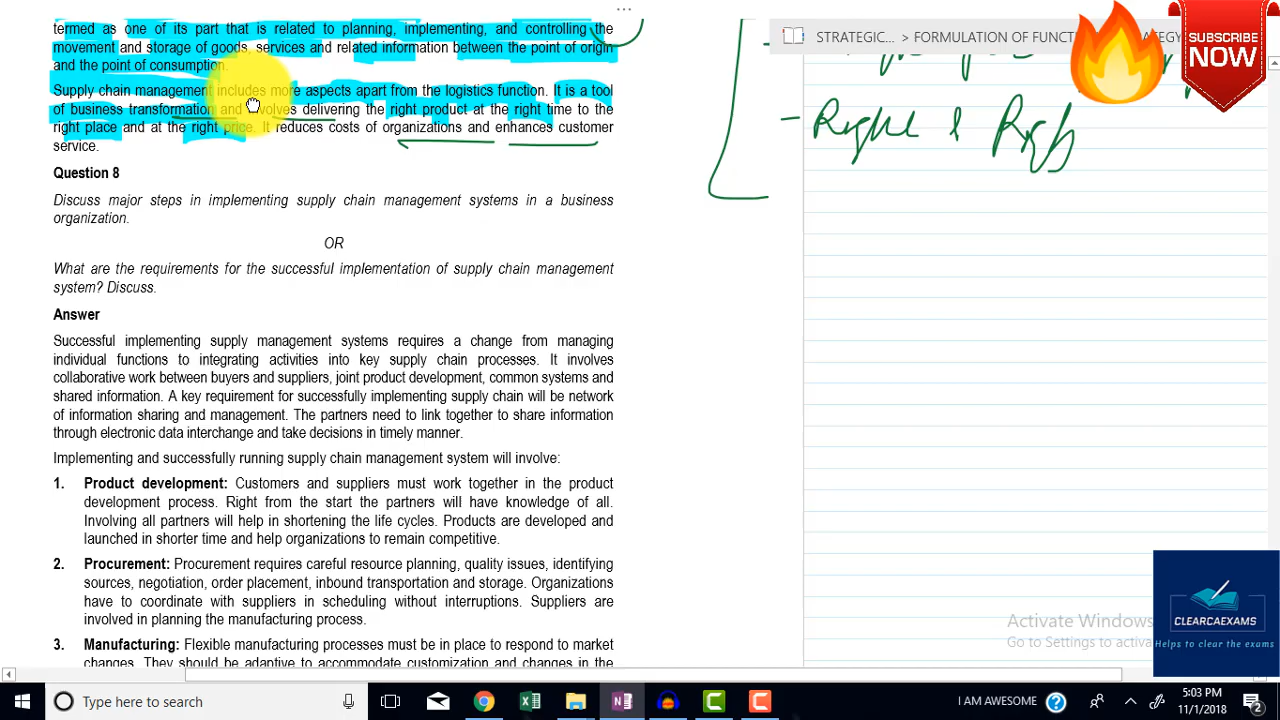 termed as one of its part that is related to planning, implementing, and controlling the
movement and storage of goods, services and related information between the point of origin
and the point of consumption.
Supply chain management includes more aspects apart from the logistics function. It is a tool
of business transformation and involves delivering the right product at the right time to the
right place and at the right price. It reduces costs of organizations and enhances customer
service.
Question 8
Discuss major steps in implementing supply chain management systems in a business
organization.
OR
What are the requirements for the successful implementation of supply chain management
system? Discuss.
Answer
Successful implementing supply management systems requires a change from managing
individual functions to integrating activities into key supply chain processes. It involves
collaborative work between buyers and suppliers, joint product development, common systems and
shared information. A key requirement for successfully implementing supply chain will be network
of information sharing and management. The partners need to link together to share information
through electronic data interchange and take decisions in timely manner.
Implementing and successfully running supply chain management system will involve:
1. Product development: Customers and suppliers must work together in the product
development process. Right from the start the partners will have knowledge of all.
Involving all partners will help in shortening the life cycles. Products are developed and
launched in shorter time and help organizations to remain competitive.
2. Procurement: Procurement requires careful resource planning, quality issues, identifying
sources, negotiation, order placement, inbound transportation and storage. Organizations
have to coordinate with suppliers in scheduling without interruptions. Suppliers are
involved in planning the manufacturing process.
3. Manufacturing: Flexible manufacturing processes must be in place to respond to market
changes. They should be adaptive to accommodate customization and changes in the
STRATEGIC... > FORMULATION OF FUNCT
EGY
SUBSCRIBE
NOW
- Right & Righ
Activate Windows
Go to Settings to activa
CLEARCAEXAMS
Helps to clear the exams
Type here to search
I AM AWESOME
5:03 PM
11/1/2018
2